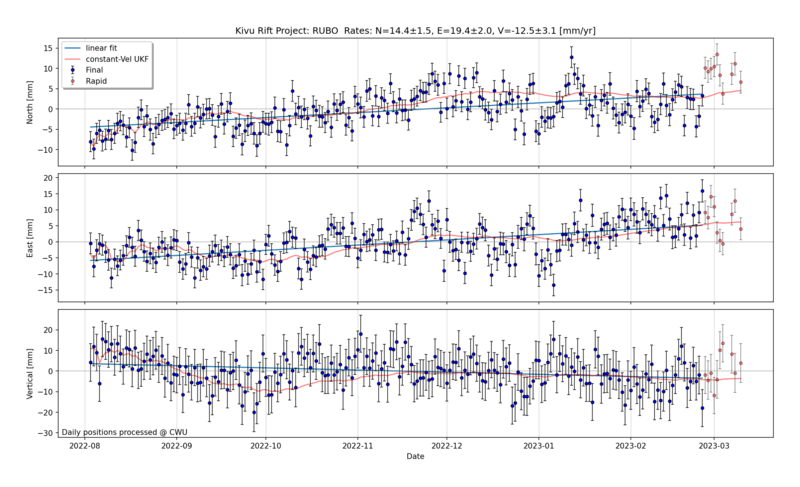 Kivu Rift Project: RUBO  Rates: N=14.4±1.5, E=19.4±2.0, V=-12.5±3.1 [mm/yr]
linear fit
constant-Vel UKF
Final
Rapid
North [mm]
15
10
5
0
−5
−10
East [mm]
20
15
10
5
0
−5
−10
−15
Vertical [mm]
20
10
0
−10
−20
−30
Daily positions processed @ CWU
2022-08 2022-09 2022-10 2022-11 2022-12 2023-01 2023-02 2023-03
Date